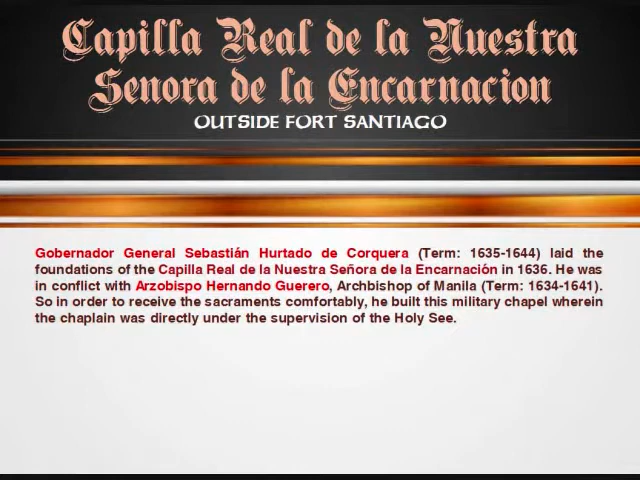 Capilla Real de la Nuestra
Senora de la Encarnacion
OUTSIDE FORT SANTIAGO
Gobernador General Sebastián Hurtado de Corquera (Term: 1635-1644) laid the
foundations of the Capilla Real de la Nuestra Señora de la Encarnación in 1636. He was
in conflict with Arzobispo Hernando Guerero, Archbishop of Manila (Term: 1634-1641).
So in order to receive the sacraments comfortably, he built this military chapel wherein
the chaplain was directly under the supervision of the Holy See.